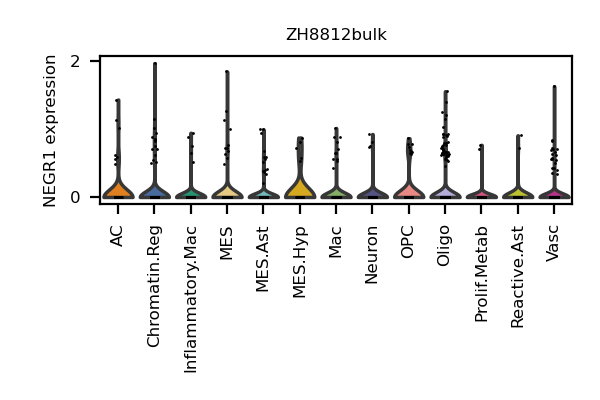 ZH8812bulk
NEGR1 expression
2
0
AC
Chromatin.Reg
Inflammatory.Mac
MES
MES.Ast
MES.Hyp
Mac
Neuron
OPC
Oligo
Prolif.Metab
Reactive.Ast
Vasc